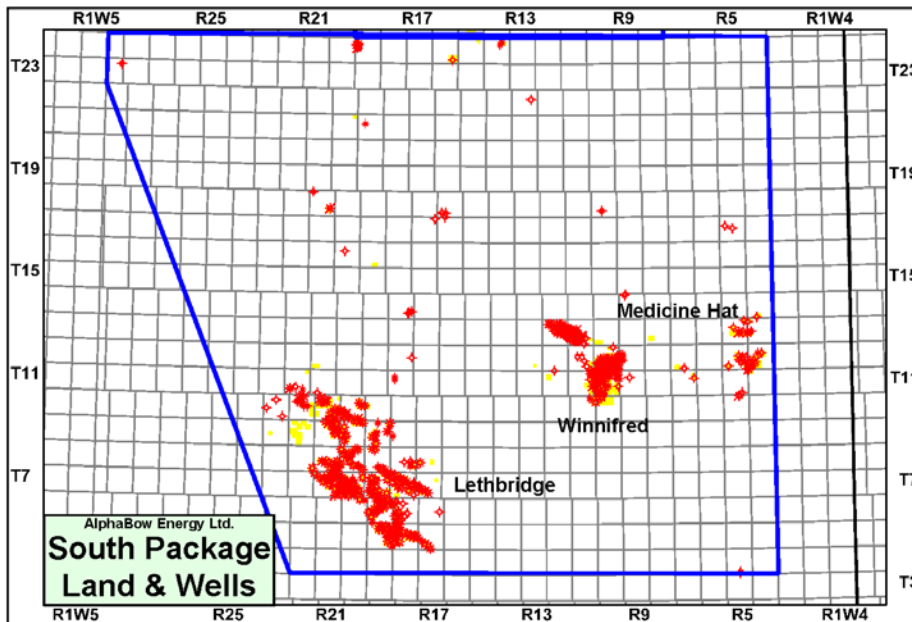 R1W5 R25 R21 R17 R13 R9 R5 R1W4
T23 T23
T19 T19
T15 T15
Medicine Hat
T11 T11
Winnifred
T7 Lethbridge T7
AlphaBow Energy Ltd.
South Package
Land & Wells
T3
R1W5 R25 R21 R17 R13 R9 R5 R1W4